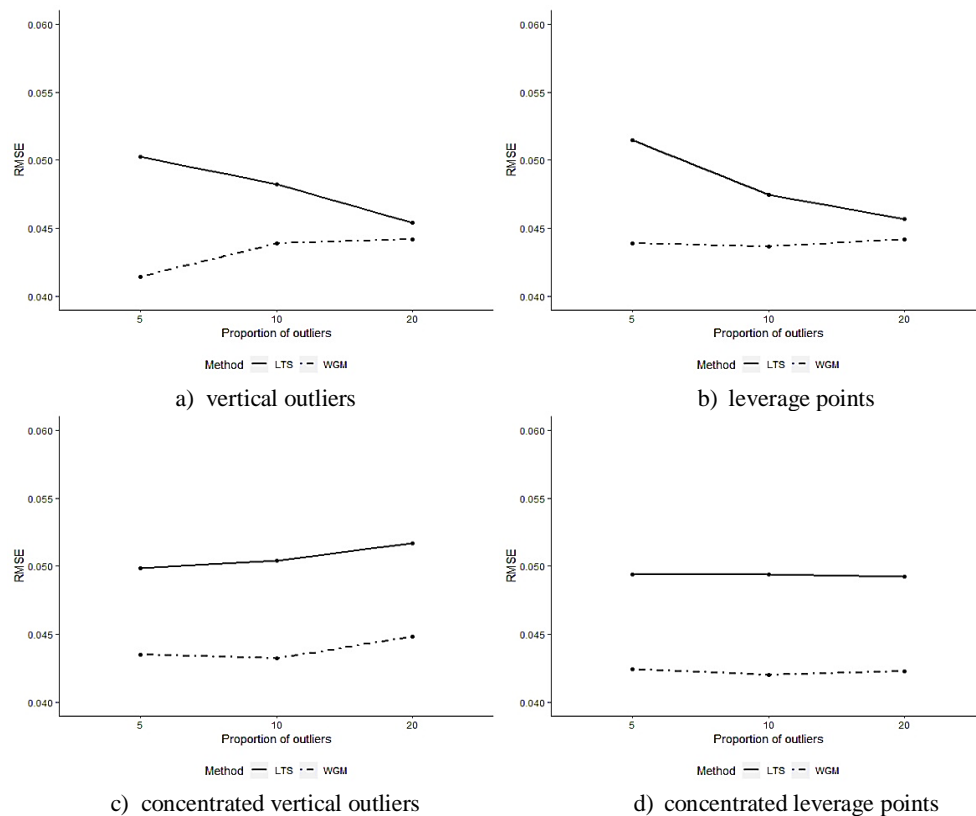 0.060
0.055
0.050
0.045
0.040
RMSE
5 10 20
Proportion of outliers
Method LTS WGM
a) vertical outliers
0.060
0.055
0.050
0.045
0.040
RMSE
5 10 20
Proportion of outliers
Method LTS WGM
b) leverage points
0.060
0.055
0.050
0.045
0.040
RMSE
5 10 20
Proportion of outliers
Method LTS WGM
c) concentrated vertical outliers
0.060
0.055
0.050
0.045
0.040
RMSE
5 10 20
Proportion of outliers
Method LTS WGM
d) concentrated leverage points